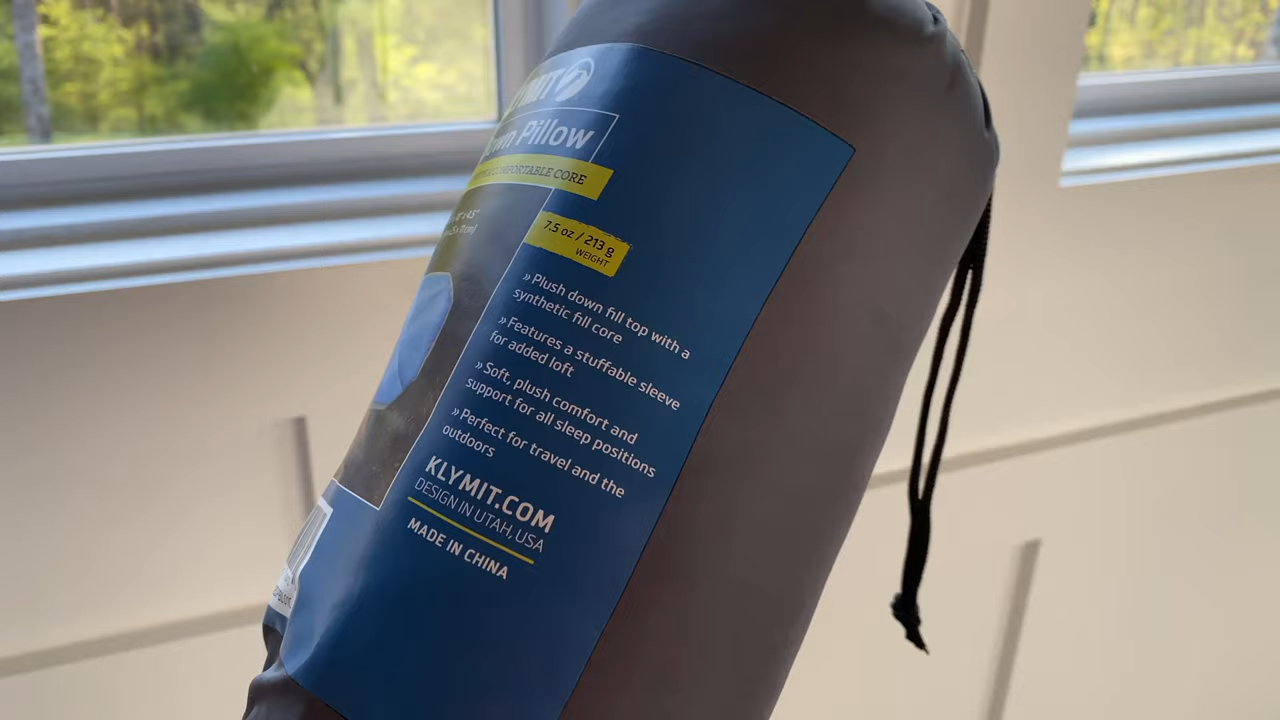 Pillow
COMFORTABLE CORE
7.5 oz / 213 g
WEIGHT
» Plush down fill top with a
synthetic fill core
» Features a stuffable sleeve
for added loft
» Soft, plush comfort and
support for all sleep positions
» Perfect for travel and the
outdoors
KLYMIT.COM
DESIGN IN UTAH, USA
MADE IN CHINA